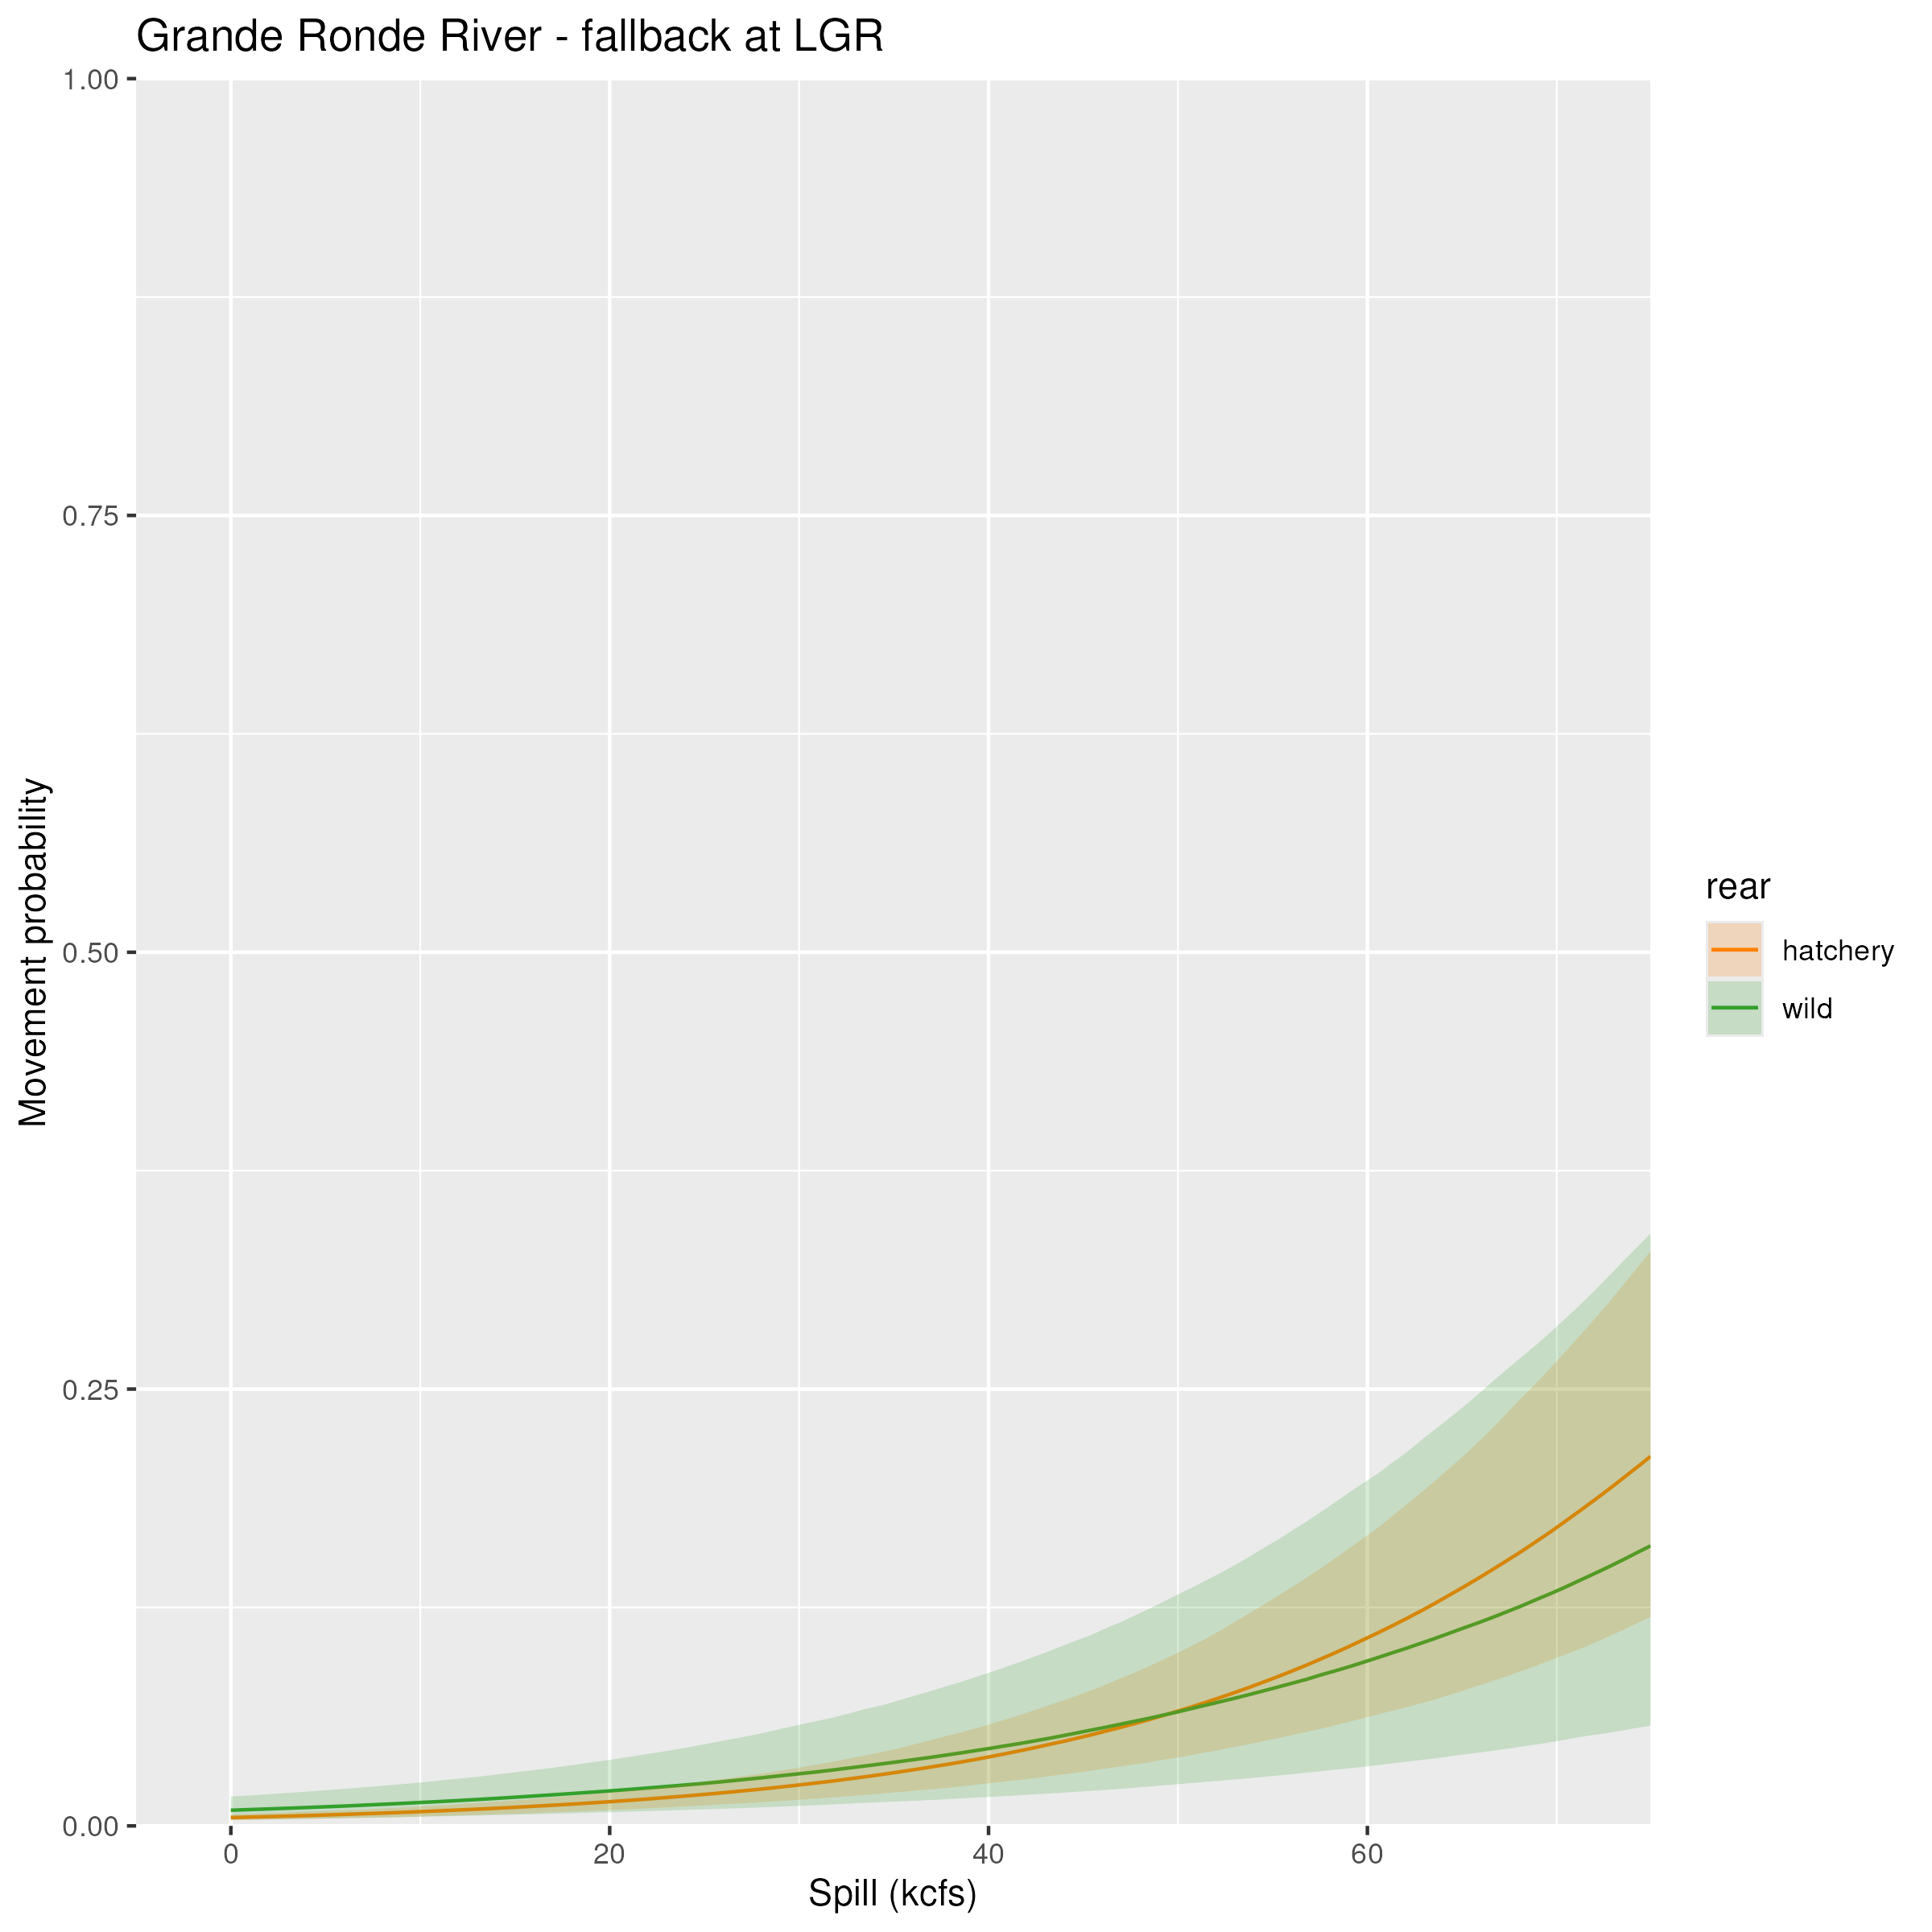 Grande Ronde River - fallback at LGR
1.00
0.75
0.50
0.25
0.00
Movement probability
0 20 40 60
Spill (kcfs)
rear
hatchery
wild